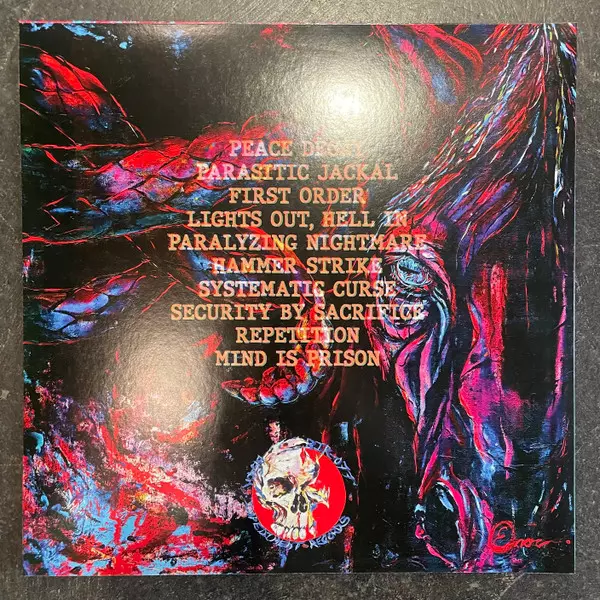 PEACE DECAY
PARASITIC JACKAL
FIRST ORDER
LIGHTS OUT, HELL IN
PARALYZING NIGHTMARE
HAMMER STRIKE
SYSTEMATIC CURSE
SECURITY BY SACRIFICE
REPETITION
MIND IS PRISON
RECORDS